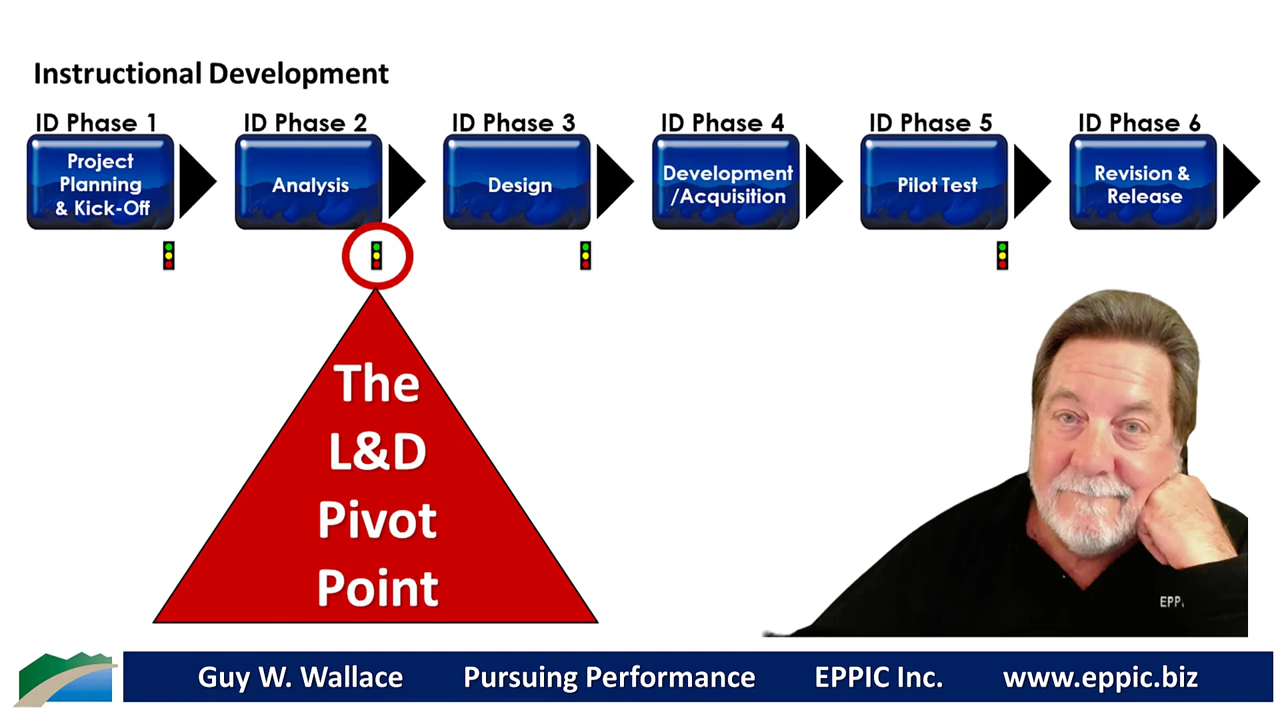 Instructional Development
ID Phase 1
ID Phase 2
ID Phase 3
ID Phase 4
ID Phase 5
ID Phase 6
Project
Planning
& Kick-Off
Analysis
Design
Development
/Acquisition
Pilot Test
Revision &
Release
The
L&D
Pivot
Point
EPPI
Guy W. Wallace Pursuing Performance EPPIC Inc. www.eppic.biz